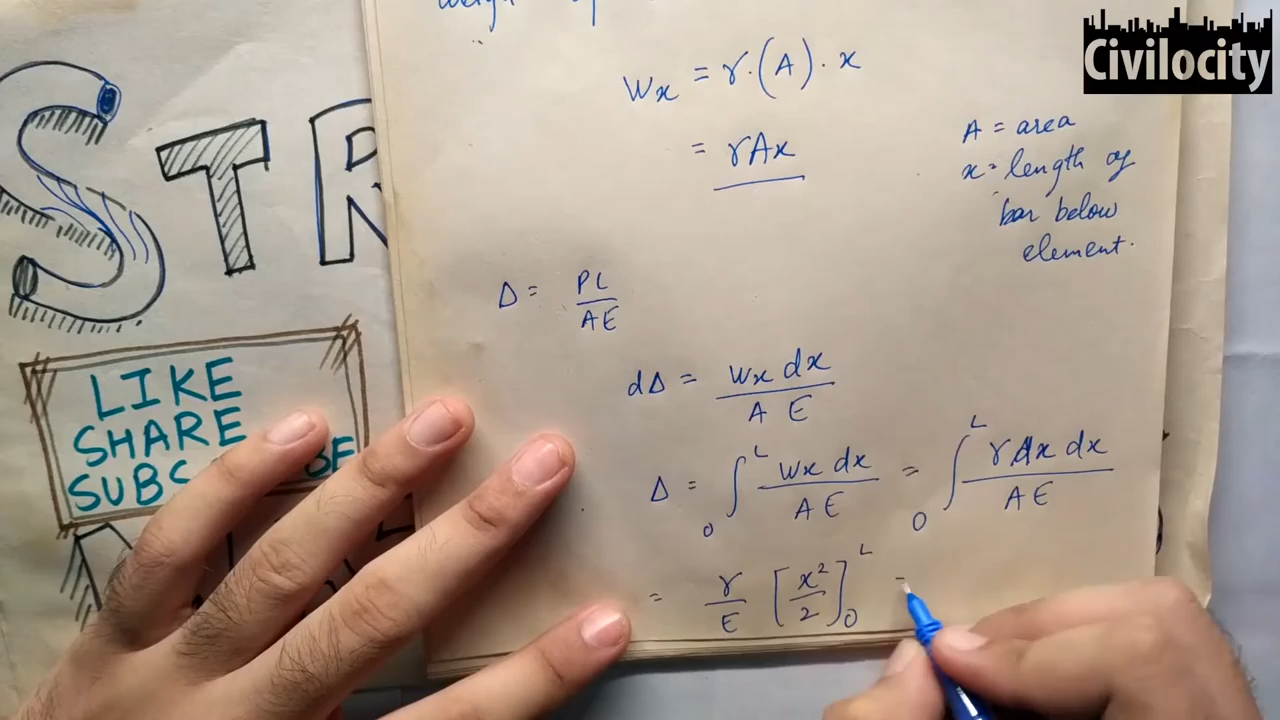 Civilocity
STR
LIKE
SHARE
weigh
Wx = γ·(A)·x
= γAx
A = area
x = length of
bar below
element.
Δ = PL / AE
dΔ = Wx dx / A E
Δ = ∫₀ᴸ Wx dx / A E = ∫₀ᴸ γAx dx / A E
= γ/E [x²/2]₀ᴸ =